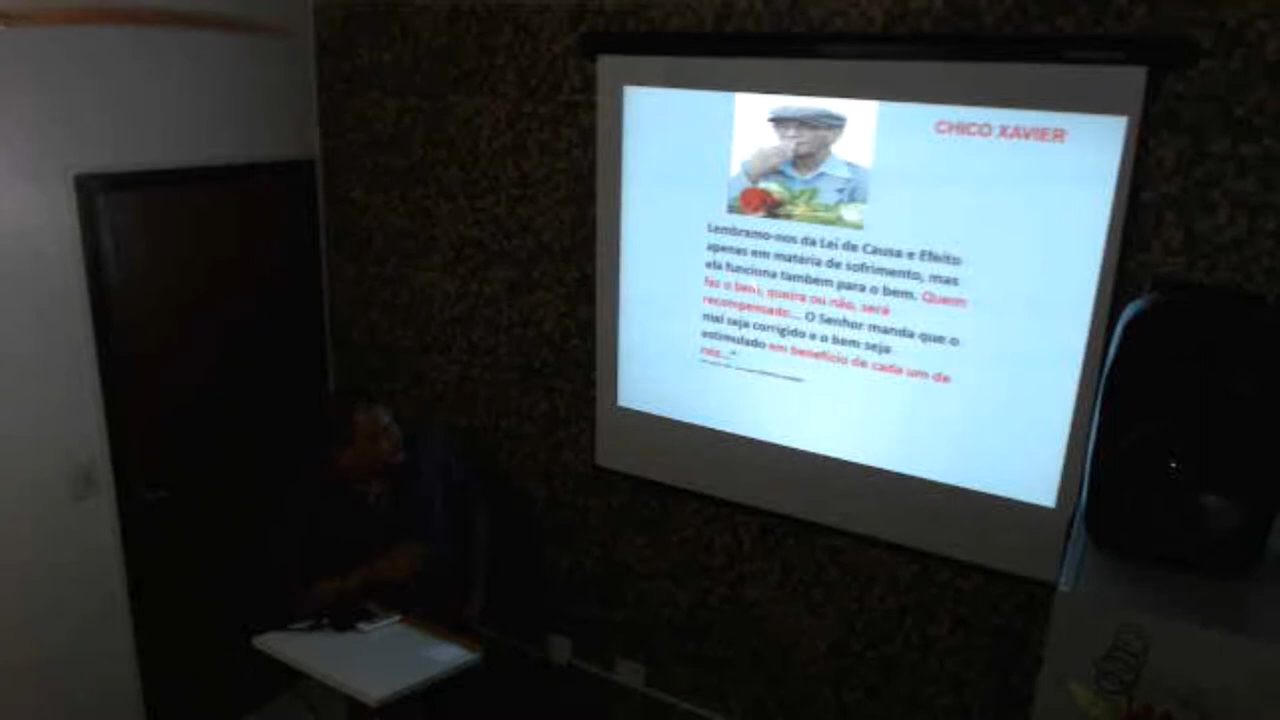 CHICO XAVIER
Lembramo-nos da Lei de Causa e Efeito
apenas em matéria de sofrimento, mas
ela funciona também para o bem. Quem
faz o bem, queira ou não, será
recompensado... O Senhor manda que o
mal seja corrigido e o bem seja
estimulado em benefício de cada um de
nós..."